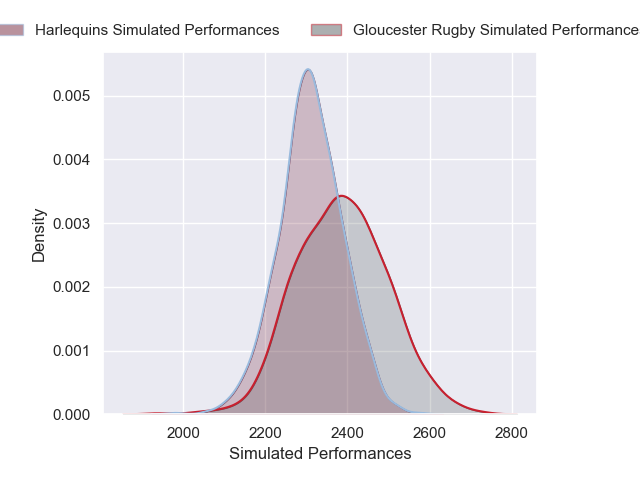 Harlequins Simulated Performances
Gloucester Rugby Simulated Performance
0.005
0.004
0.003
0.002
0.001
0.000
Density
2000 2200 2400 2600 2800
Simulated Performances